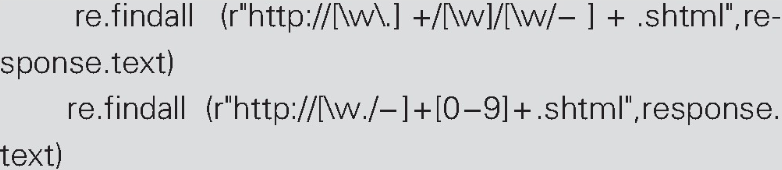 re.findall (r"http://[\w\.] +/[\w]/[\w/− ] + .shtml",re-
sponse.text)
re.findall (r"http://[\w./−]+[0−9]+.shtml",response.
text)